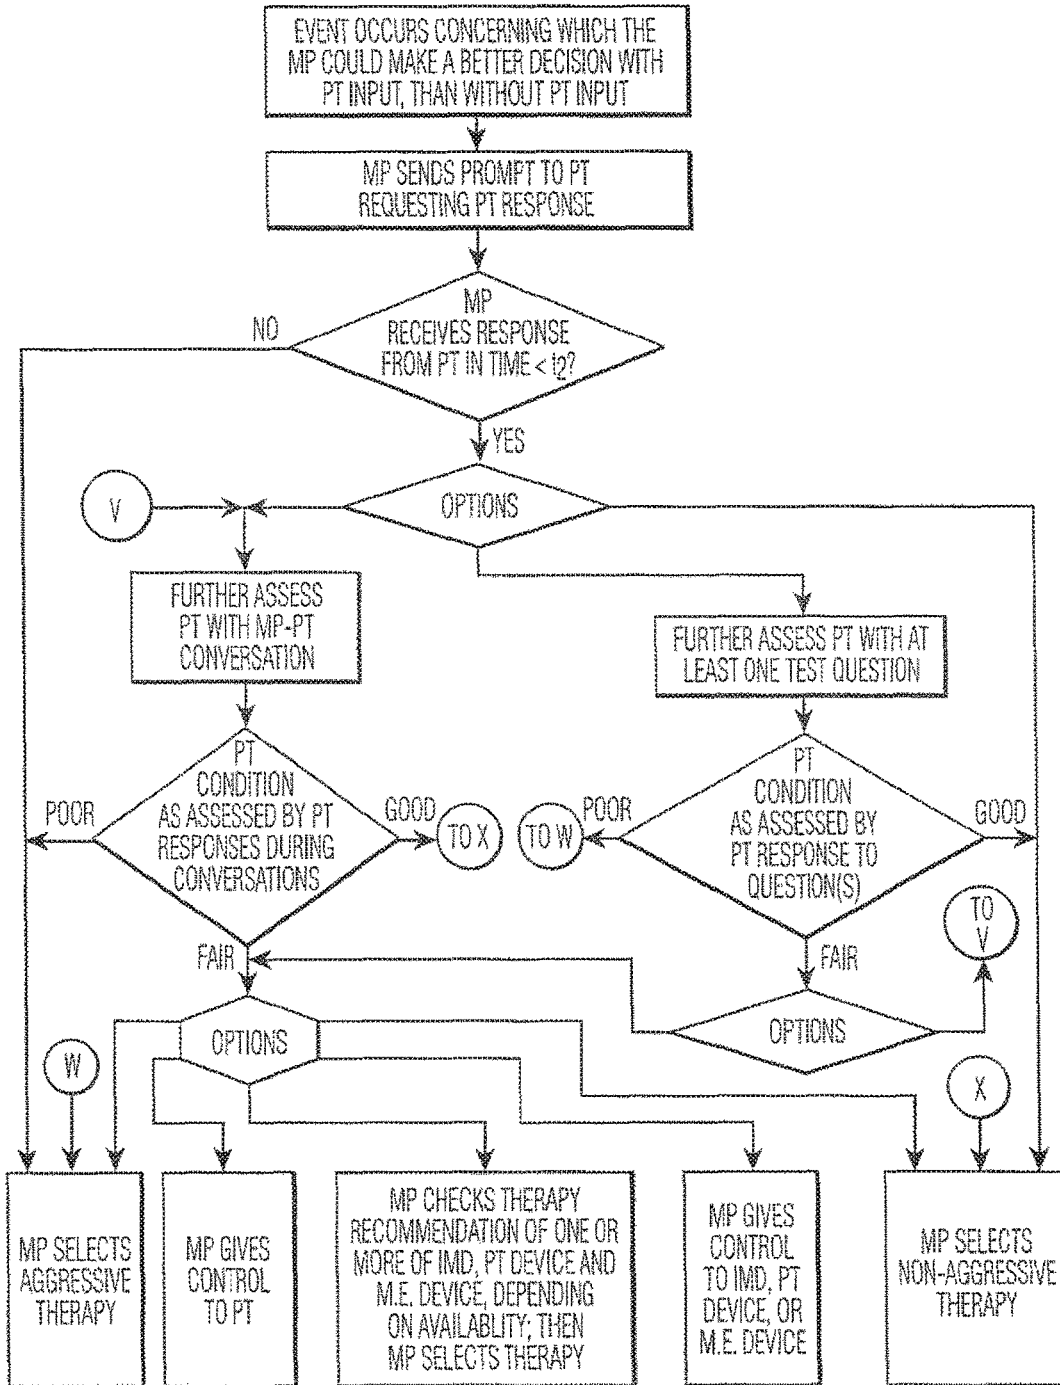 EVENT OCCURS CONCERNING WHICH THE
MP COULD MAKE A BETTER DECISION WITH
PT INPUT, THAN WITHOUT PT INPUT
MP SENDS PROMPT TO PT
REQUESTING PT RESPONSE
MP
RECEIVES RESPONSE
FROM PT IN TIME < t2?
NO
YES
V
OPTIONS
FURTHER ASSESS
PT WITH MP-PT
CONVERSATION
FURTHER ASSESS PT WITH AT
LEAST ONE TEST QUESTION
POOR
PT
CONDITION
AS ASSESSED BY PT
RESPONSES DURING
CONVERSATIONS
GOOD
TO X
TO W
POOR
PT
CONDITION
AS ASSESSED BY
PT RESPONSE TO
QUESTION(S)
GOOD
TO
V
FAIR
FAIR
OPTIONS
OPTIONS
W
X
MP SELECTS
AGGRESSIVE
THERAPY
MP GIVES
CONTROL
TO PT
MP CHECKS THERAPY
RECOMMENDATION OF ONE OR
MORE OF IMD, PT DEVICE AND
M.E. DEVICE, DEPENDING
ON AVAILABLITY; THEN
MP SELECTS THERAPY
MP GIVES
CONTROL
TO IMD, PT
DEVICE, OR
M.E. DEVICE
MP SELECTS
NON-AGGRESSIVE
THERAPY